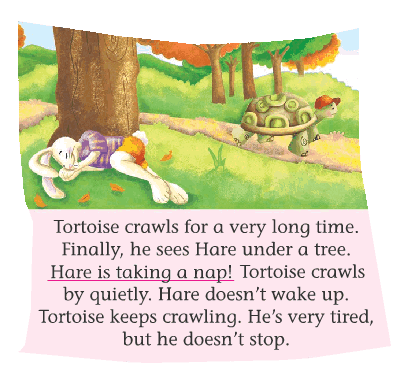 Tortoise crawls for a very long time.
Finally, he sees Hare under a tree.
Hare is taking a nap! Tortoise crawls
by quietly. Hare doesn’t wake up.
Tortoise keeps crawling. He’s very tired,
but he doesn’t stop.